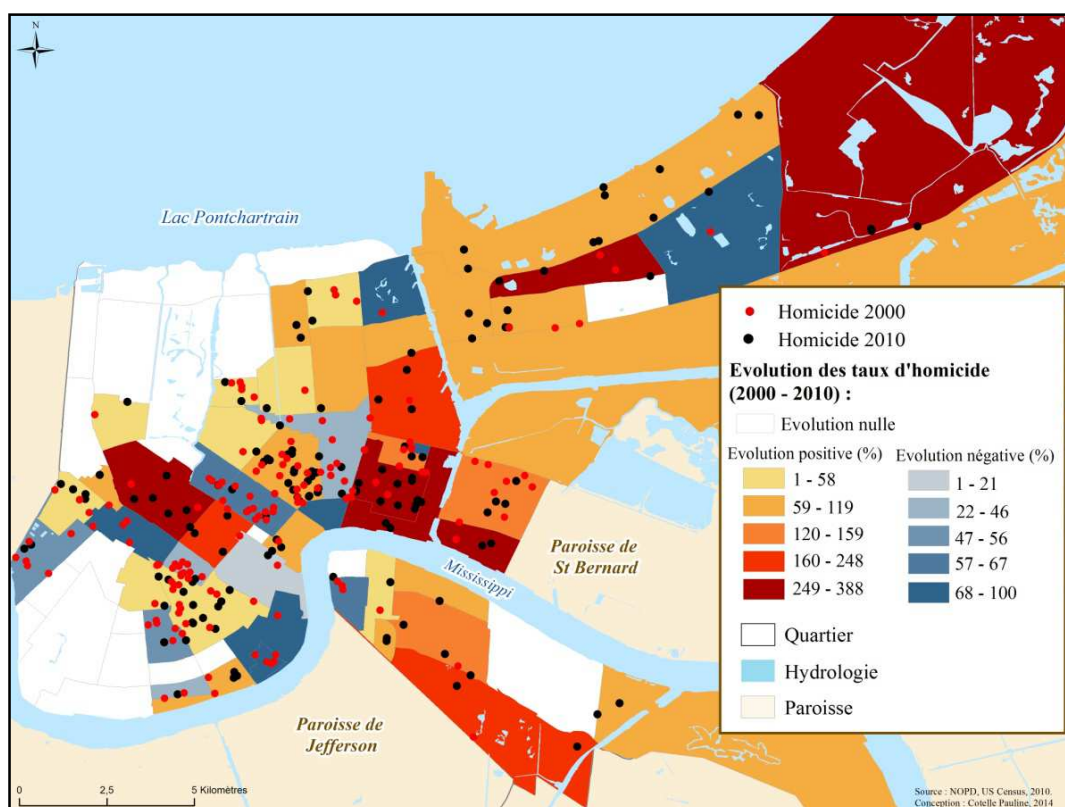 N
Lac Pontchartrain
Homicide 2000
Homicide 2010
Evolution des taux d'homicide
(2000 - 2010) :
Evolution nulle
Evolution positive (%)
Evolution négative (%)
1 - 58
1 - 21
59 - 119
22 - 46
120 - 159
47 - 56
160 - 248
57 - 67
249 - 388
68 - 100
Quartier
Hydrologie
Paroisse
Paroisse de
St Bernard
Mississippi
Paroisse de
Jefferson
0 2,5 5 Kilomètres
Source : NOPD, US Census, 2010.
Conception : Cotelle Pauline, 2014